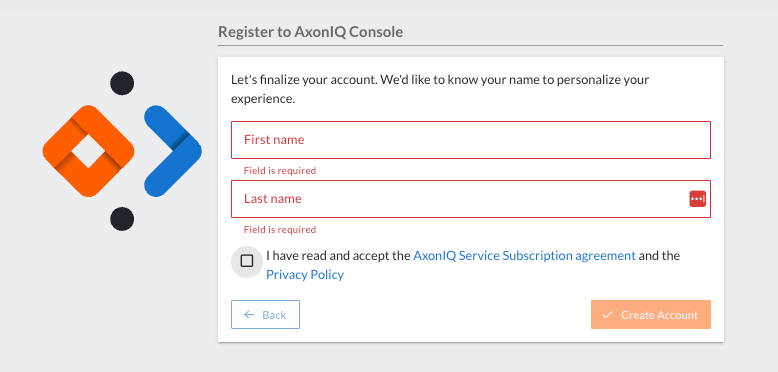 Register to AxonIQ Console
Let's finalize your account. We'd like to know your name to personalize your
experience.
First name
Field is required
Last name
Field is required
I have read and accept the AxonIQ Service Subscription agreement and the
Privacy Policy
Back
Create Account